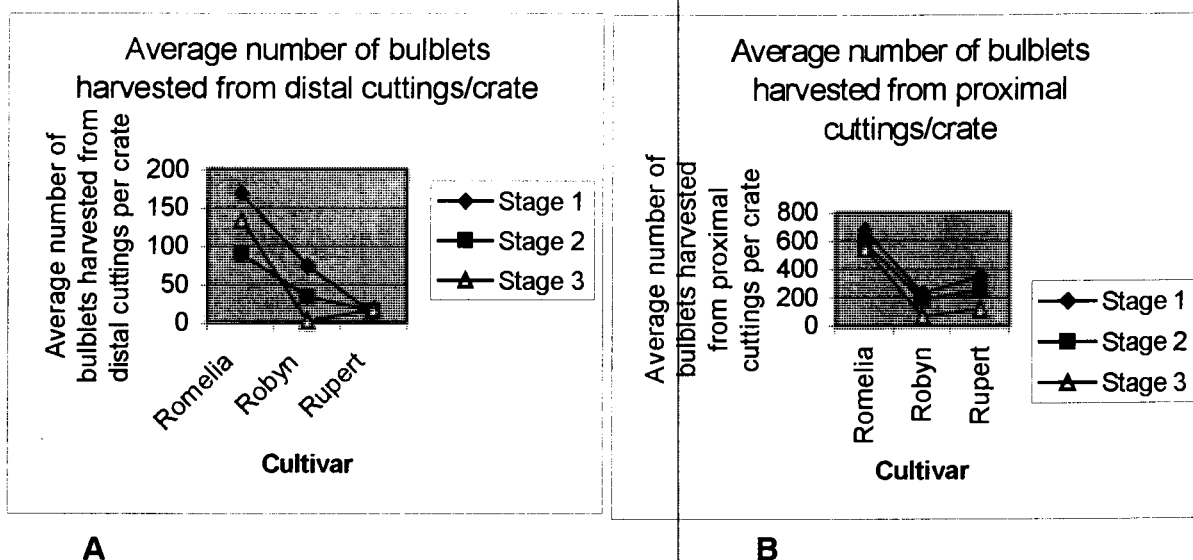 Average number of bulblets
harvested from distal cuttings/crate
Average number of
bulblets harvested from
distal cuttings per crate
200
150
100
50
0
Romelia
Robyn
Rupert
Cultivar
Stage 1
Stage 2
Stage 3
A
Average number of bulblets
harvested from proximal
cuttings/crate
Average number of
bulblets harvested
from proximal
cuttings per crate
800
600
400
200
0
Romelia
Robyn
Rupert
Cultivar
Stage 1
Stage 2
Stage 3
B